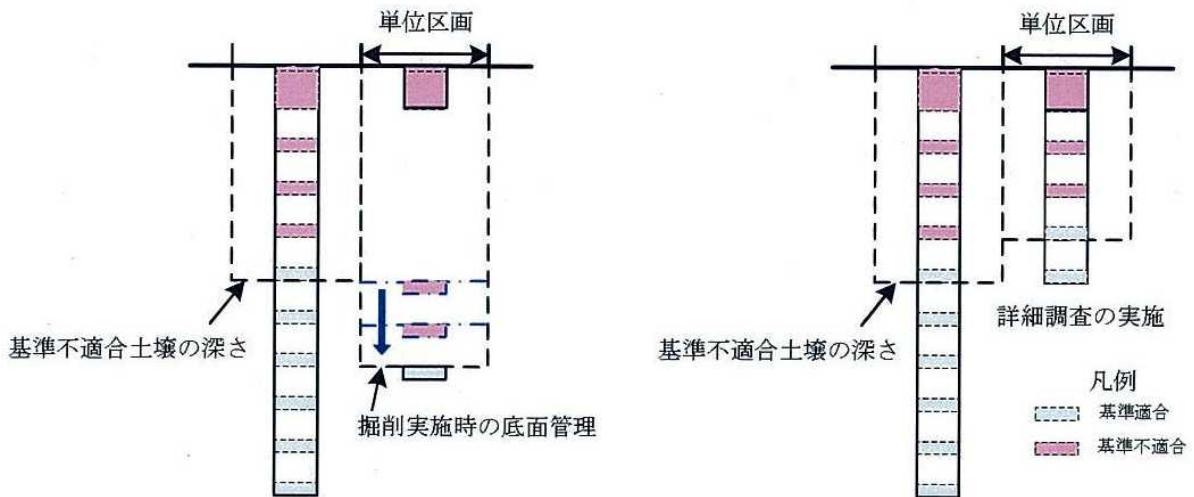 単位区画
基準不適合土壌の深さ
掘削実施時の底面管理
単位区画
基準不適合土壌の深さ
詳細調査の実施
凡例
基準適合
基準不適合